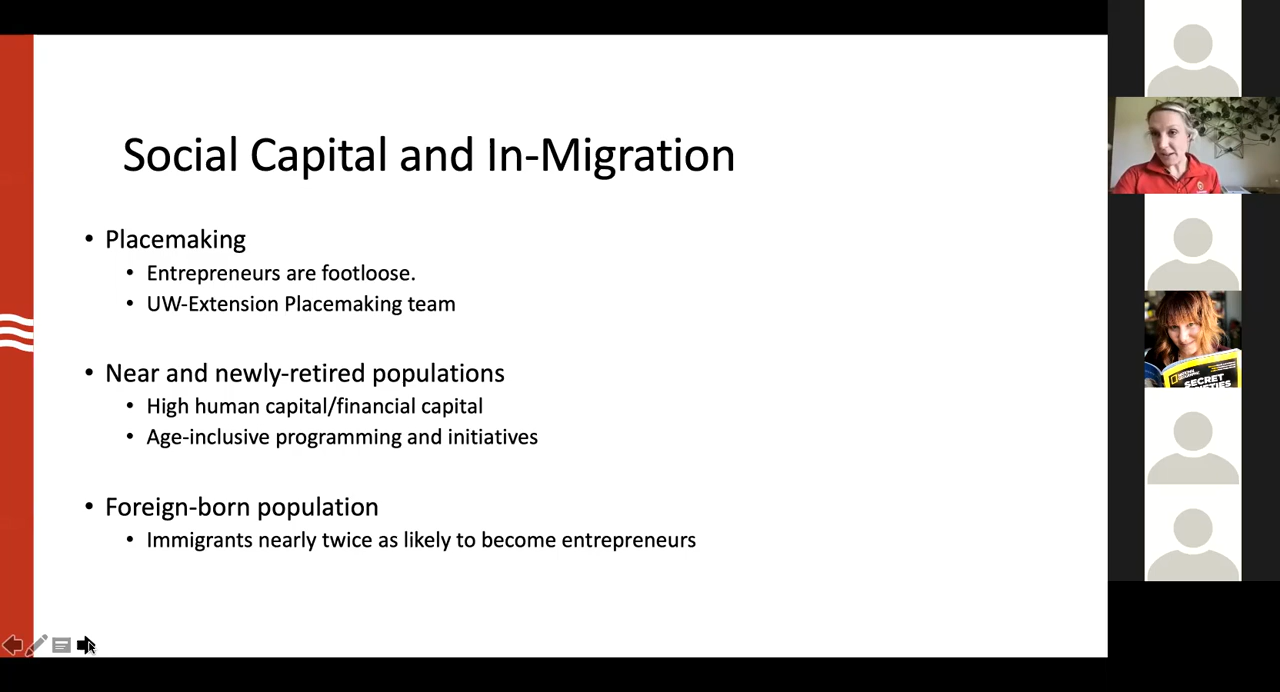 Social Capital and In-Migration
• Placemaking
• Entrepreneurs are footloose.
• UW-Extension Placemaking team
• Near and newly-retired populations
• High human capital/financial capital
• Age-inclusive programming and initiatives
• Foreign-born population
• Immigrants nearly twice as likely to become entrepreneurs
SECRET